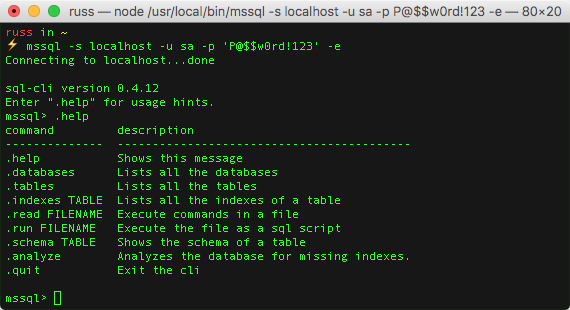 russ — node /usr/local/bin/mssql -s localhost -u sa -p P@$$w0rd!123 -e — 80×20
russ in ~
⚡ mssql -s localhost -u sa -p 'P@$$w0rd!123' -e
Connecting to localhost...done
sql-cli version 0.4.12
Enter ".help" for usage hints.
mssql> .help
command         description
--------------  ------------------------------------------
.help           Shows this message
.databases      Lists all the databases
.tables         Lists all the tables
.indexes TABLE  Lists all the indexes of a table
.read FILENAME  Execute commands in a file
.run FILENAME   Execute the file as a sql script
.schema TABLE   Shows the schema of a table
.analyze        Analyzes the database for missing indexes.
.quit           Exit the cli
mssql>